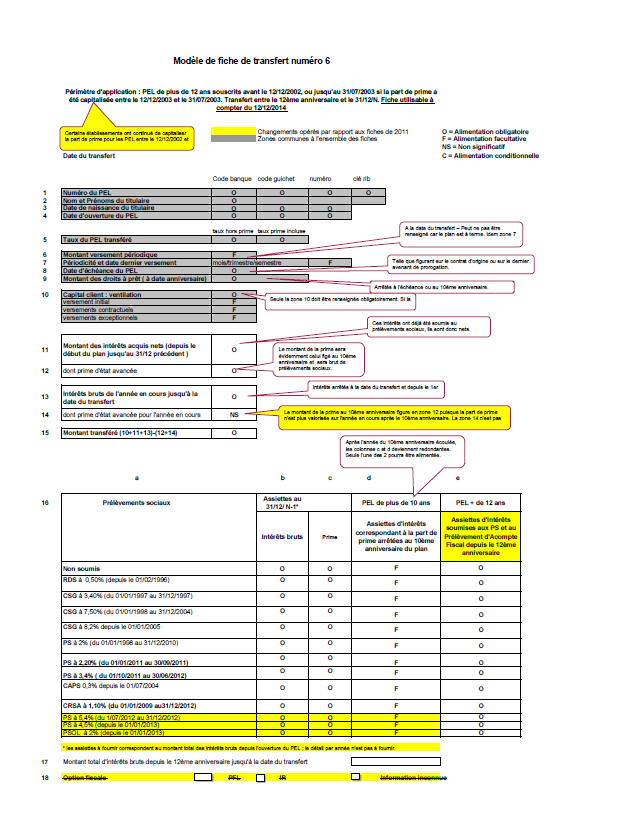 Modèle de fiche de transfert numéro 6
Périmètre d'application : PEL de plus de 12 ans souscrits avant le 12/12/2002, ou jusqu'au 31/07/2003 si la part de prime a
été capitalisée entre le 12/12/2003 et le 31/07/2003. Transfert entre le 12ème anniversaire et le 31/12/N. Fiche utilisable à
compter du 12/12/2014
Certains établissements ont continué de capitaliser
la part de prime pour les PEL entre le 12/12/2002 et
Changements opérés par rapport aux fiches de 2011
Zones communes à l'ensemble des fiches
O = Alimentation obligatoire
F = Alimentation facultative
NS = Non significatif
C = Alimentation conditionnelle
Date du transfert
Code banque code guichet numéro clé rib
1 Numéro du PEL O O O O
2 Nom et Prénoms du titulaire O
3 Date de naissance du titulaire O O O
4 Date d'ouverture du PEL O O O
taux hors prime taux prime incluse
5 Taux du PEL transféré O O
A la date du transfert – Peut ne pas être
renseigné car le plan est à terme. Idem zone 7
6 Montant versement périodique F
7 Périodicité et date dernier versement mois/trimestre/semestre F
8 Date d'échéance du PEL O
9 Montant des droits à prêt ( à date anniversaire) O
Telle que figurant sur le contrat d'origine ou sur le dernier
avenant de prorogation.
Arrêtés à l'échéance ou au 10ème anniversaire.
10 Capital client : ventilation O
versement initial F
versements contractuels F
versements exceptionnels F
Seule la zone 10 doit être renseignée obligatoirement. Si la
Ces intérêts ont déjà été soumis au
prélèvements sociaux, ils sont donc nets.
11 Montant des intérêts acquis nets (depuis le
début du plan jusqu'au 31/12 précédent ) O
12 dont prime d'état avancée O
Le montant de la prime sera
évidemment celui figé au 10ème
anniversaire et sera brut de
prélèvements sociaux.
13 Intérêts bruts de l'année en cours jusqu'à la
date du transfert O
Intérêts arrêtés à la date du transfert et depuis le 1er
14 dont prime d'état avancée pour l'année en cours NS
Le montant de la prime au 10ème anniversaire figure en zone 12 puisque la part de prime
n'est plus valorisée sur l'année en cours après le 10ème anniversaire. La zone 14 n'est pas
15 Montant transféré (10+11+13)-(12+14) O
Après l'année du 10ème anniversaire écoulée,
les colonnes c et d deviennent redondantes.
Seule l'une des 2 pourra être alimentée.
a b c d e
16 Prélèvements sociaux
Assiettes au
31/12/ N-1*
PEL de plus de 10 ans
PEL + de 12 ans
Intérêts bruts
Prime
Assiettes d'intérêts
correspondant à la part de
prime arrêtées au 10ème
anniversaire du plan
Assiettes d'intérêts
soumises aux PS et au
Prélèvement d'Acompte
Fiscal depuis le 12ème
anniversaire
Non soumis O O F O
RDS à 0,50% (depuis le 01/02/1996) O O F O
CSG à 3,40% (du 01/01/1997 au 31/12/1997) O O F O
CSG à 7,50% (du 01/01/1998 au 31/12/2004) O O F O
CSG à 8,2% depuis le 01/01/2005 O O F O
PS à 2% (du 01/01/1998 au 31/12/2010) O O F O
PS à 2,20% (du 01/01/2011 au 30/09/2011) O O F O
PS à 3,4% ( du 01/10/2011 au 30/06/2012) O O F O
CAPS 0,3% depuis le 01/07/2004 O O F O
CRSA à 1,10% (du 01/01/2009 au31/12/2012) O O F O
PS à 5,4% (du 1/07/2012 au 31/12/2012) O O F O
PS à 4,5% (depuis le 01/01/2013) O O F O
PSOL. à 2% (depuis le 01/01/2013) O O F O
* les assiettes à fournir correspondent au montant total des intérêts bruts depuis l'ouverture du PEL ; le détail par année n'est pas à fournir.
17 Montant total d'intérêts bruts depuis le 12ème anniversaire jusqu'à la date du transfert
18 Option fiscale PFL IR Information inconnue